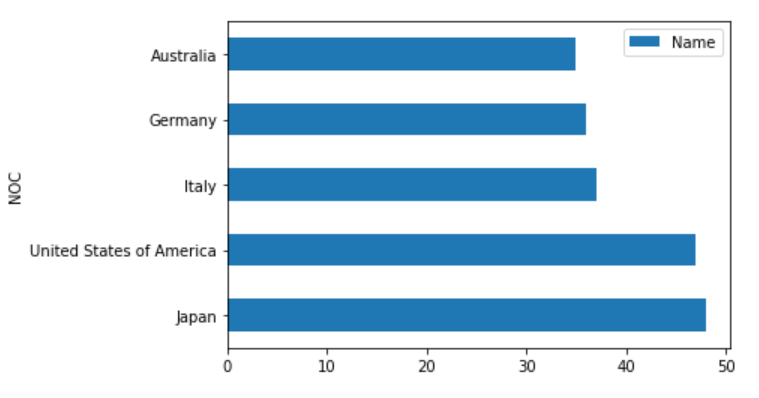 Name
Australia
Germany
Italy
United States of America
Japan
NOC
0 10 20 30 40 50